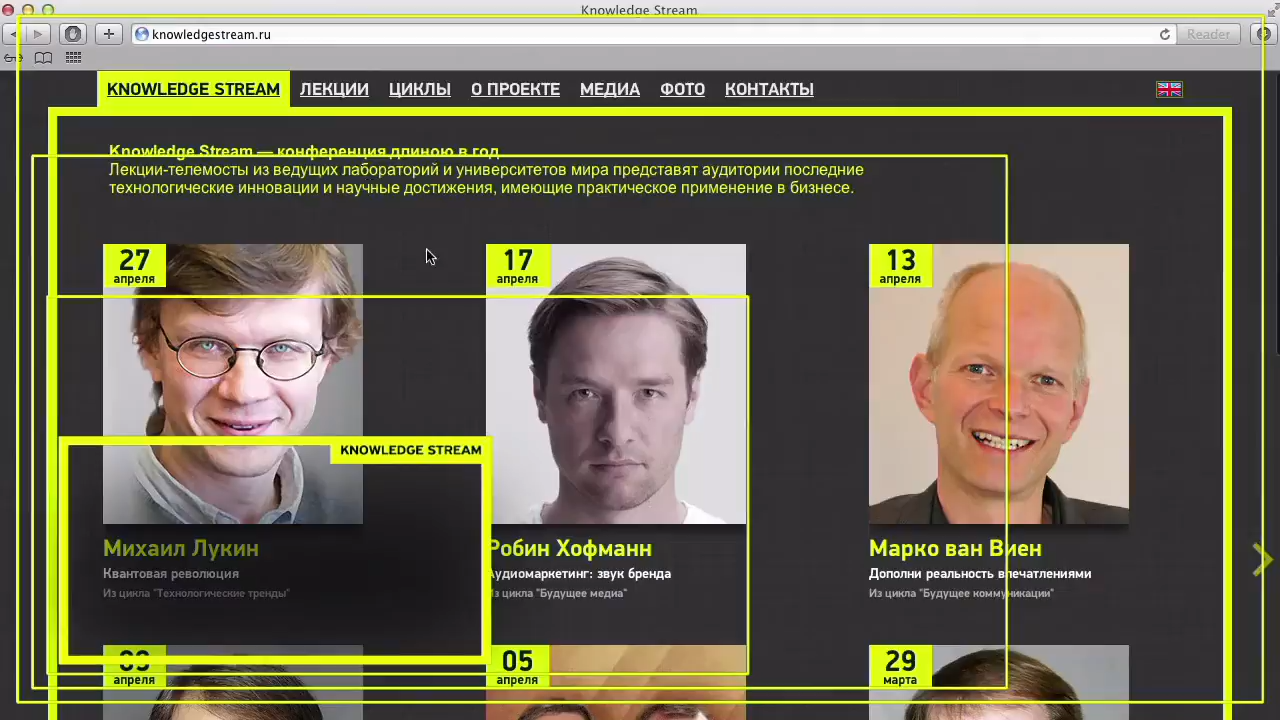 Knowledge Stream
knowledgestream.ru
Reader
KNOWLEDGE STREAM ЛЕКЦИИ ЦИКЛЫ О ПРОЕКТЕ МЕДИА ФОТО КОНТАКТЫ
Knowledge Stream — конференция длиною в год
Лекции-телемосты из ведущих лабораторий и университетов мира представят аудитории последние
технологические инновации и научные достижения, имеющие практическое применение в бизнесе.
27
апреля
17
апреля
13
апреля
KNOWLEDGE STREAM
Михаил Лукин
Квантовая революция
Из цикла "Технологические тренды"
Робин Хофманн
Аудиомаркетинг: звук бренда
Из цикла "Будущее медиа"
Марко ван Виен
Дополни реальность впечатлениями
Из цикла "Будущее коммуникации"
09
апреля
05
апреля
29
марта